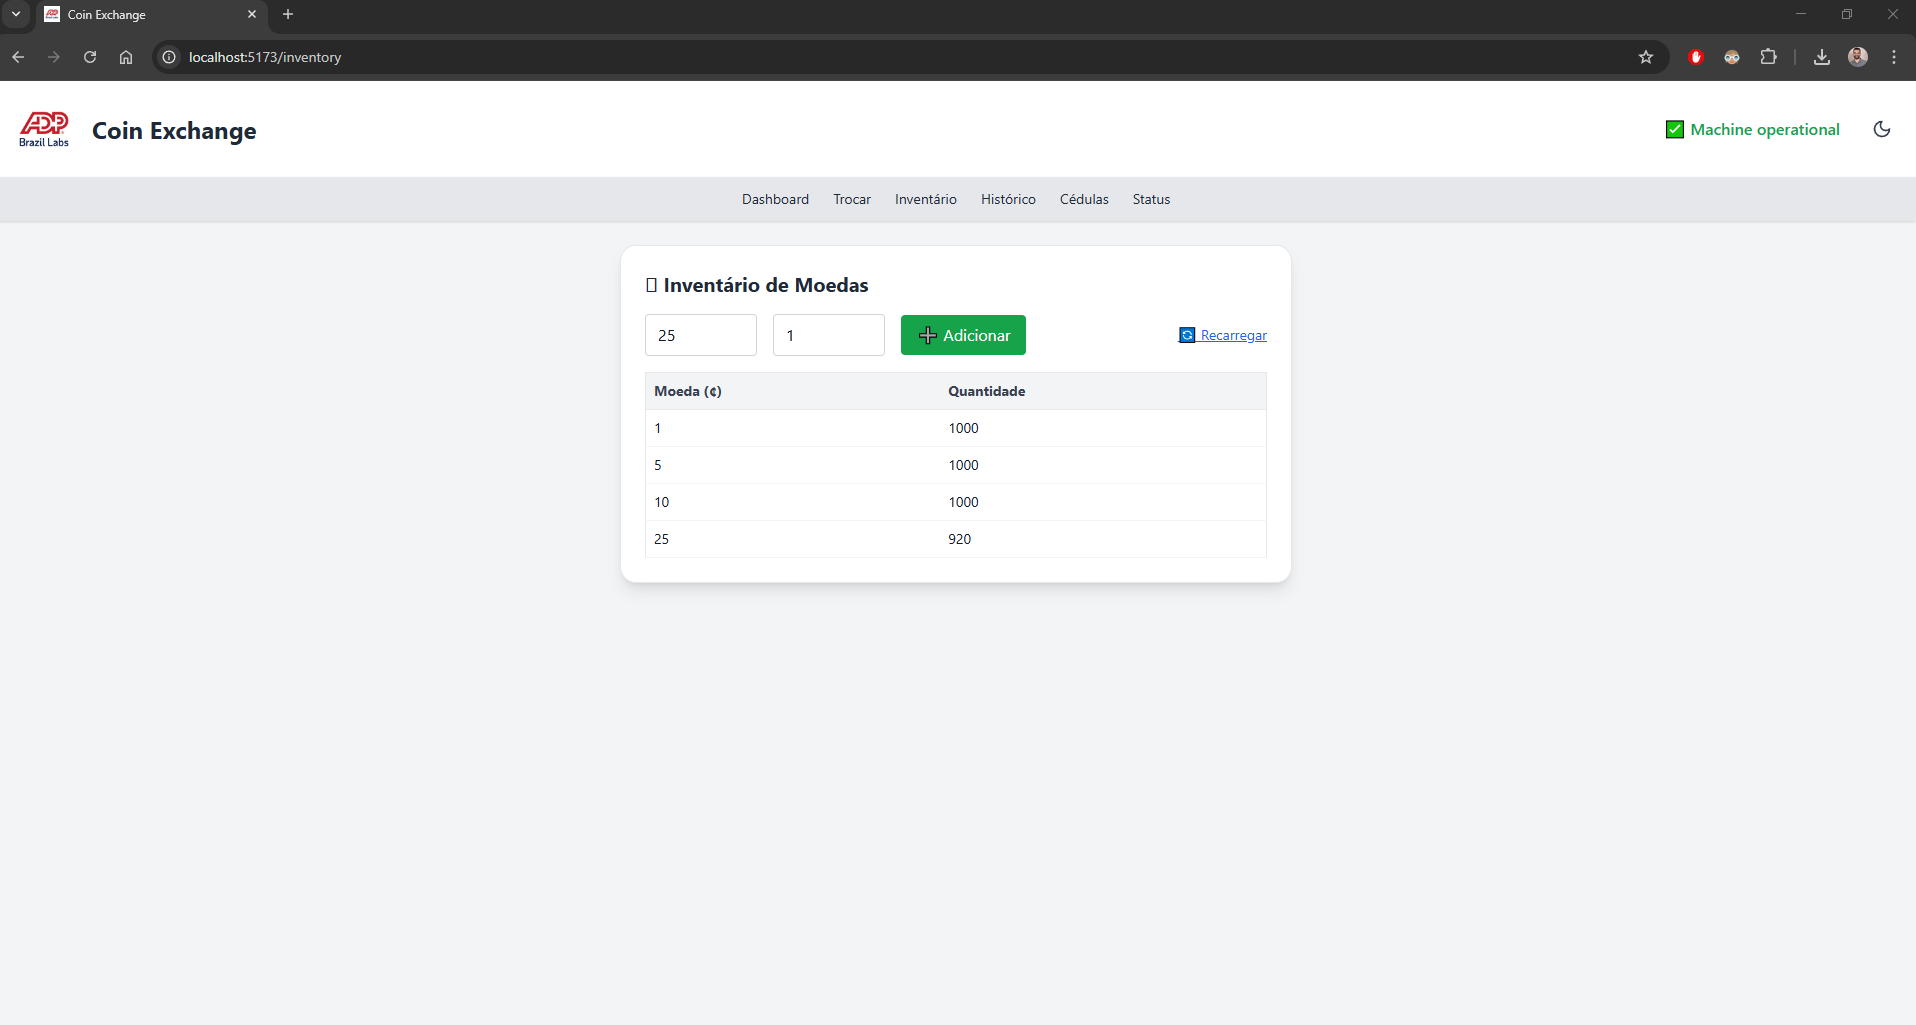 Coin Exchange
localhost:5173/inventory
ADP
Brazil Labs
Coin Exchange
Machine operational
Dashboard Trocar Inventário Histórico Cédulas Status
Inventário de Moedas
25 1 Adicionar Recarregar
Moeda (¢) Quantidade
1 1000
5 1000
10 1000
25 920